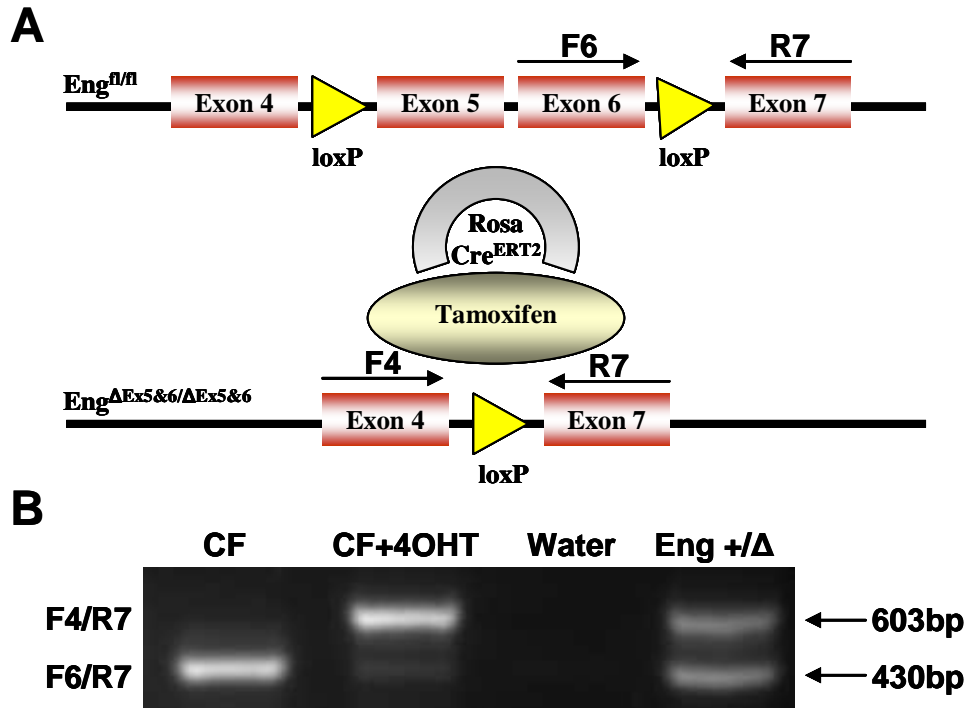 A
F6 R7
Eng^fl/fl
Exon 4 Exon 5 Exon 6 Exon 7
loxP loxP
Rosa
Cre^ERT2
Tamoxifen
F4 R7
Eng^ΔEx5&6/ΔEx5&6
Exon 4 Exon 7
loxP
B
CF CF+4OHT Water Eng +/Δ
F4/R7 603bp
F6/R7 430bp